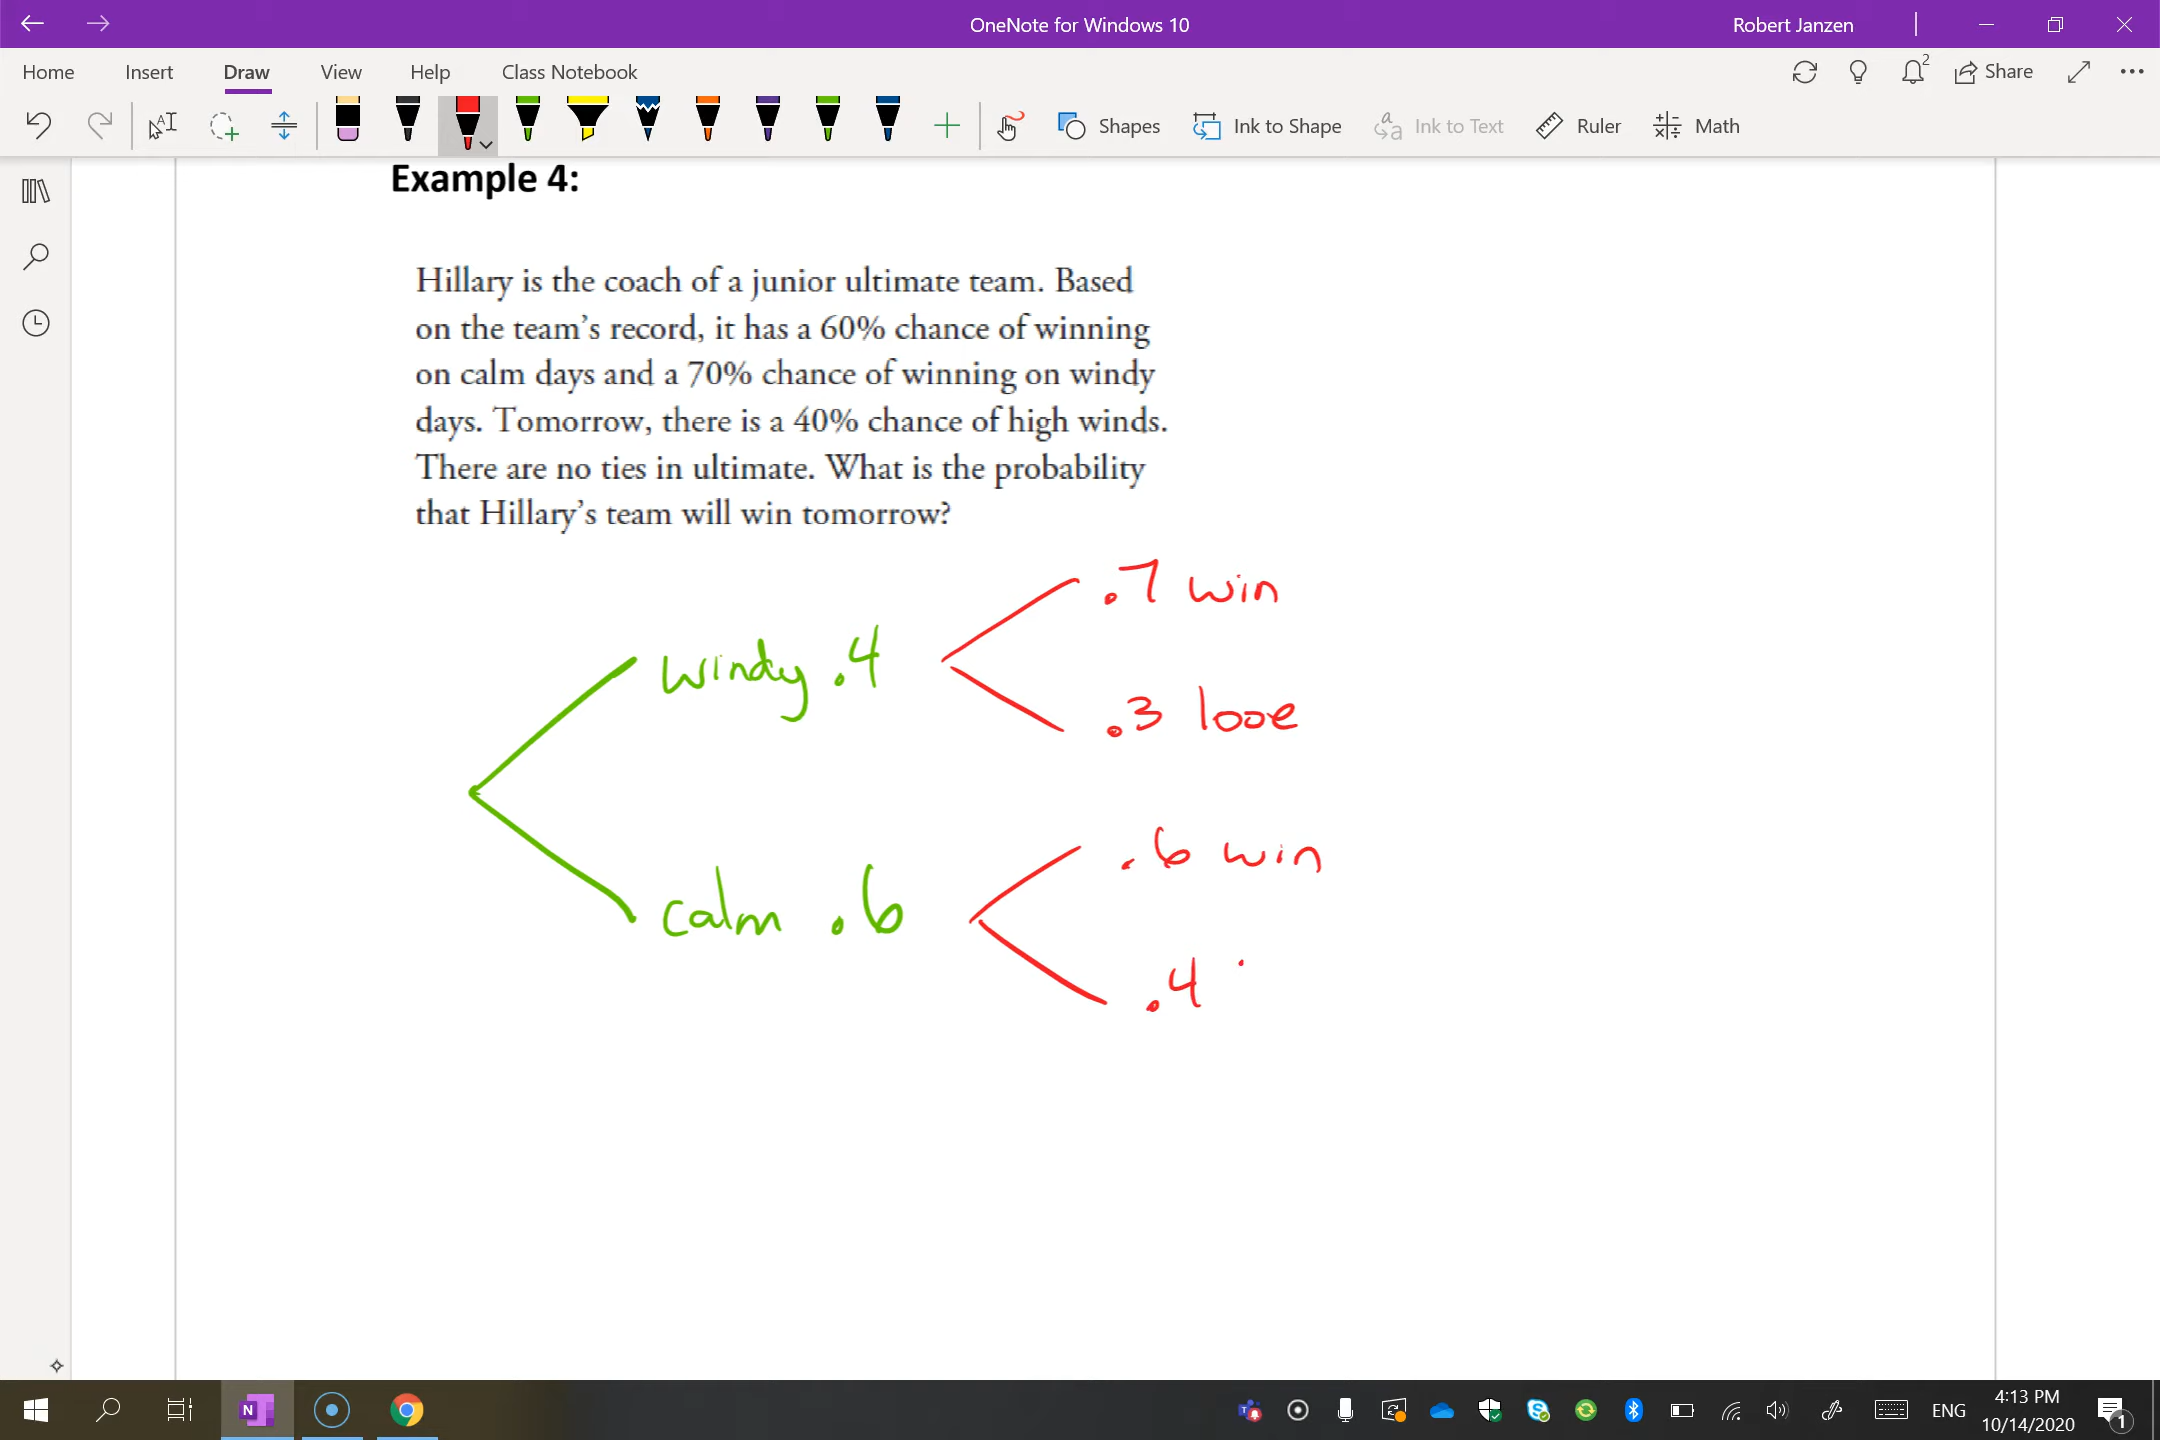 OneNote for Windows 10
Robert Janzen
Home Insert Draw View Help Class Notebook
2
Share
Shapes Ink to Shape Ink to Text Ruler Math
Example 4:
Hillary is the coach of a junior ultimate team. Based
on the team's record, it has a 60% chance of winning
on calm days and a 70% chance of winning on windy
days. Tomorrow, there is a 40% chance of high winds.
There are no ties in ultimate. What is the probability
that Hillary's team will win tomorrow?
.7 win
windy .4
.3 loose
.6 win
calm .6
.4
ENG
4:13 PM
10/14/2020
1